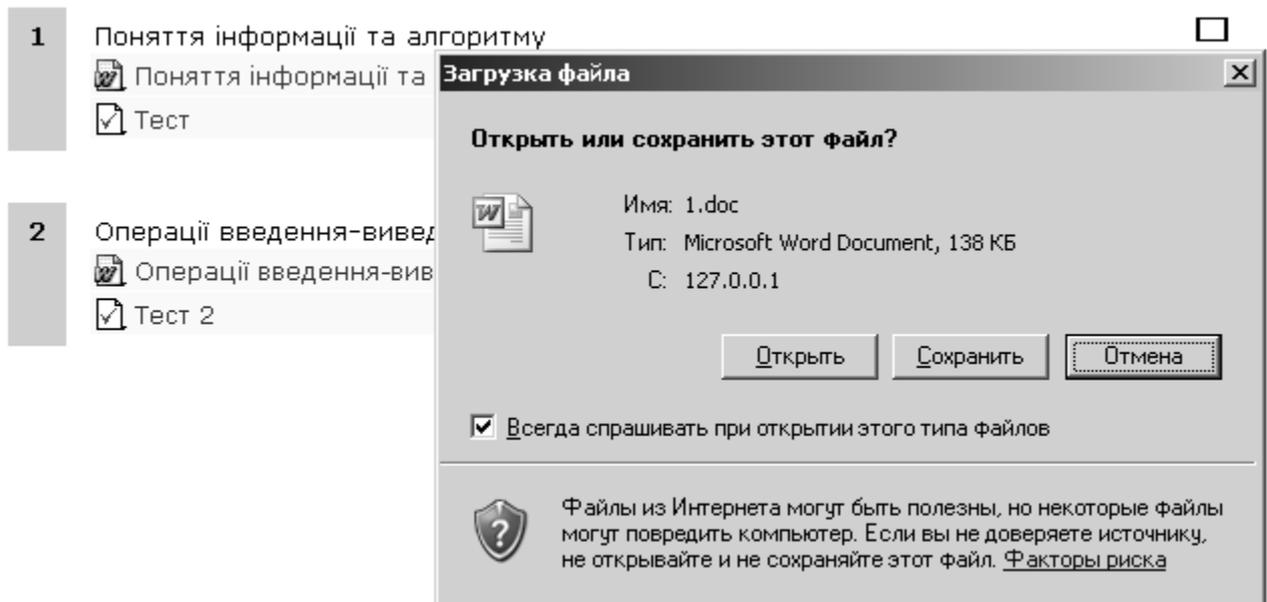 1 Поняття інформації та алгоритму
Поняття інформації та
Тест
2 Операції введення-вивед
Операції введення-вив
Тест 2
Загрузка файла
Открыть или сохранить этот файл?
Имя: 1.doc
Тип: Microsoft Word Document, 138 КБ
С: 127.0.0.1
Открыть Сохранить Отмена
Всегда спрашивать при открытии этого типа файлов
Файлы из Интернета могут быть полезны, но некоторые файлы
могут повредить компьютер. Если вы не доверяете источнику,
не открывайте и не сохраняйте этот файл. Факторы риска